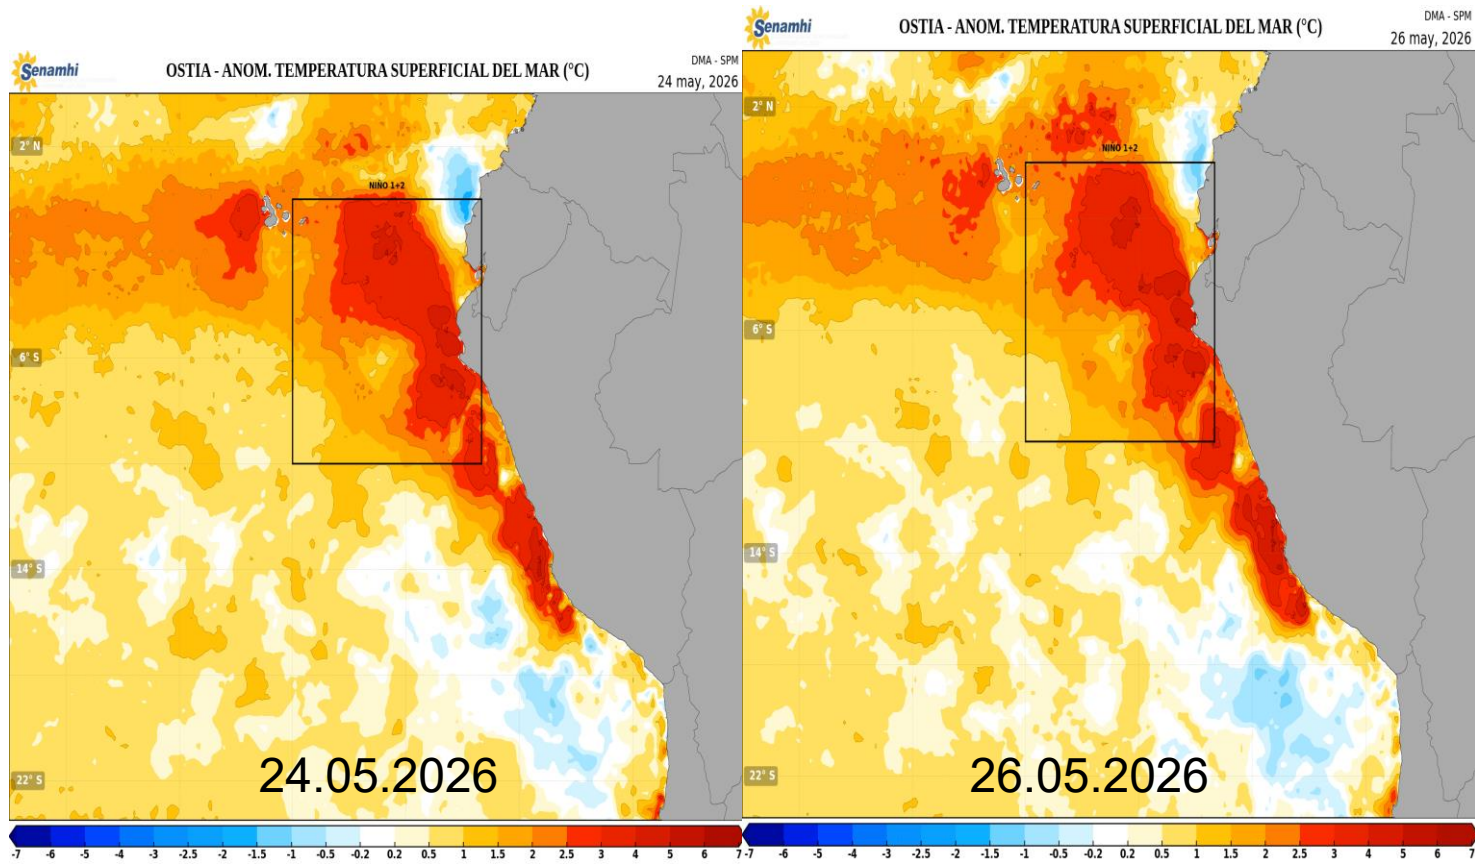 Senamhi
OSTIA - ANOM. TEMPERATURA SUPERFICIAL DEL MAR (°C)
DMA - SPM
24 may, 2026
2° N
NIÑO 1+2
6° S
14° S
22° S
24.05.2026
-7 -6 -5 -4 -3 -2.5 -2 -1.5 -1 -0.5 -0.2 0.2 0.5 1 1.5 2 2.5 3 4 5 6 7
Senamhi
OSTIA - ANOM. TEMPERATURA SUPERFICIAL DEL MAR (°C)
DMA - SPM
26 may, 2026
2° N
NIÑO 1+2
6° S
14° S
22° S
26.05.2026
-7 -6 -5 -4 -3 -2.5 -2 -1.5 -1 -0.5 -0.2 0.2 0.5 1 1.5 2 2.5 3 4 5 6 7